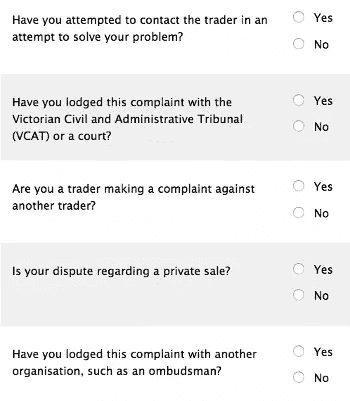 Have you attempted to contact the trader in an
attempt to solve your problem?
Yes
No
Have you lodged this complaint with the
Victorian Civil and Administrative Tribunal
(VCAT) or a court?
Yes
No
Are you a trader making a complaint against
another trader?
Yes
No
Is your dispute regarding a private sale?
Yes
No
Have you lodged this complaint with another
organisation, such as an ombudsman?
Yes
No